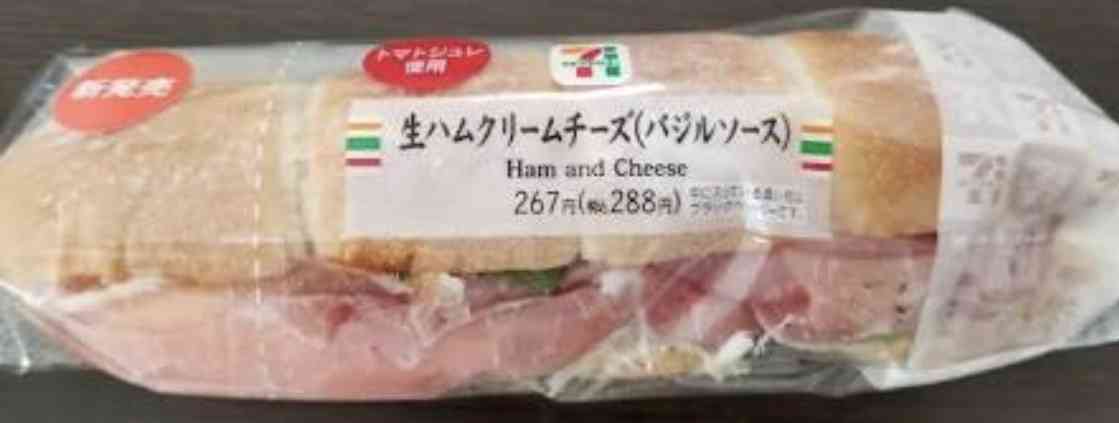 新発売
トマトジュレ
使用
生ハムクリームチーズ(バジルソース)
Ham and Cheese
267円(税込288円)